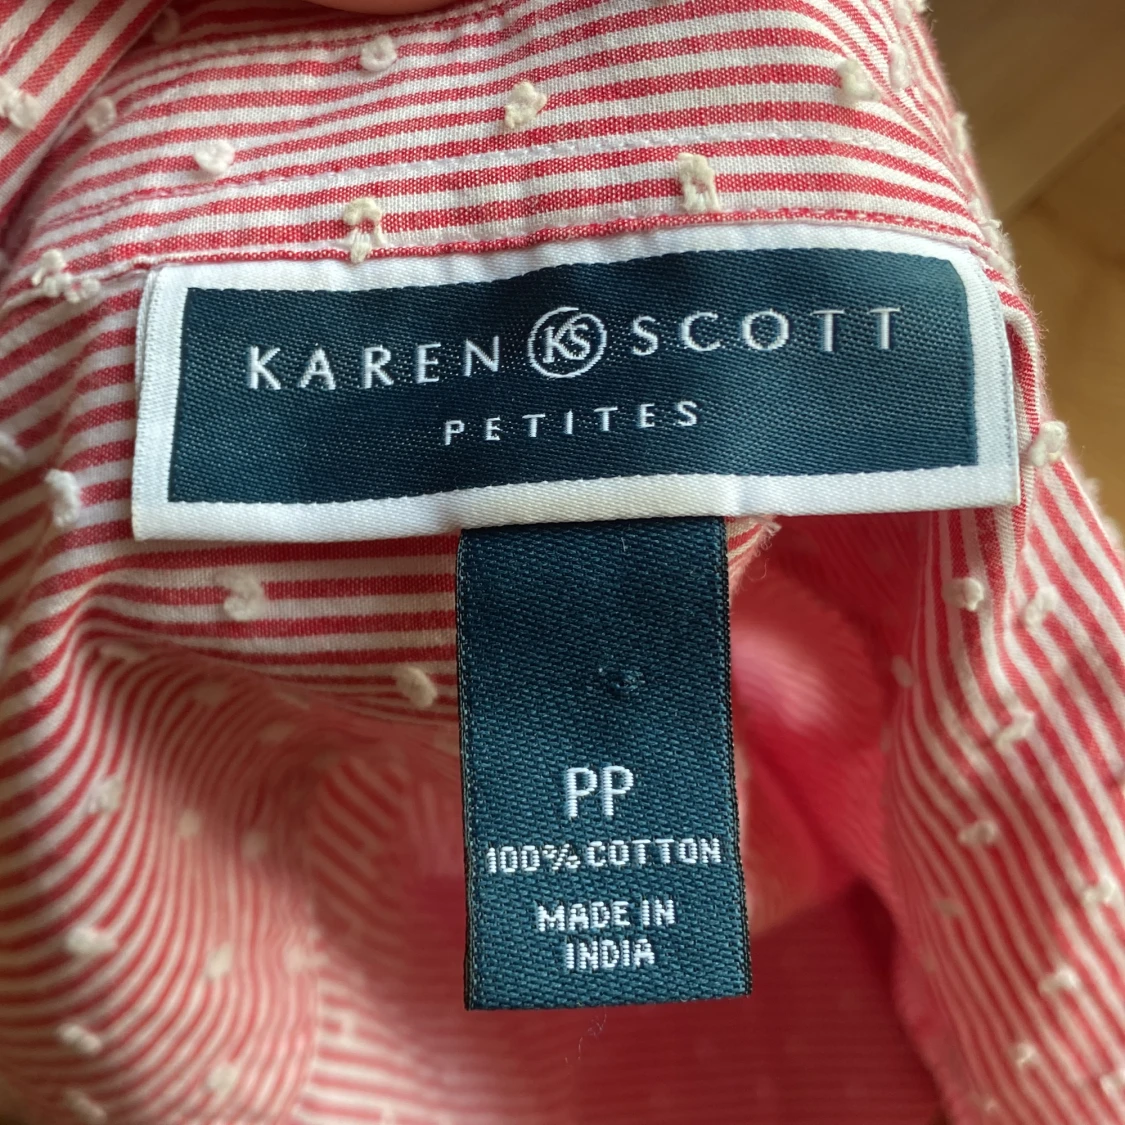 KAREN KS SCOTT
PETITES
PP
100% COTTON
MADE IN
INDIA